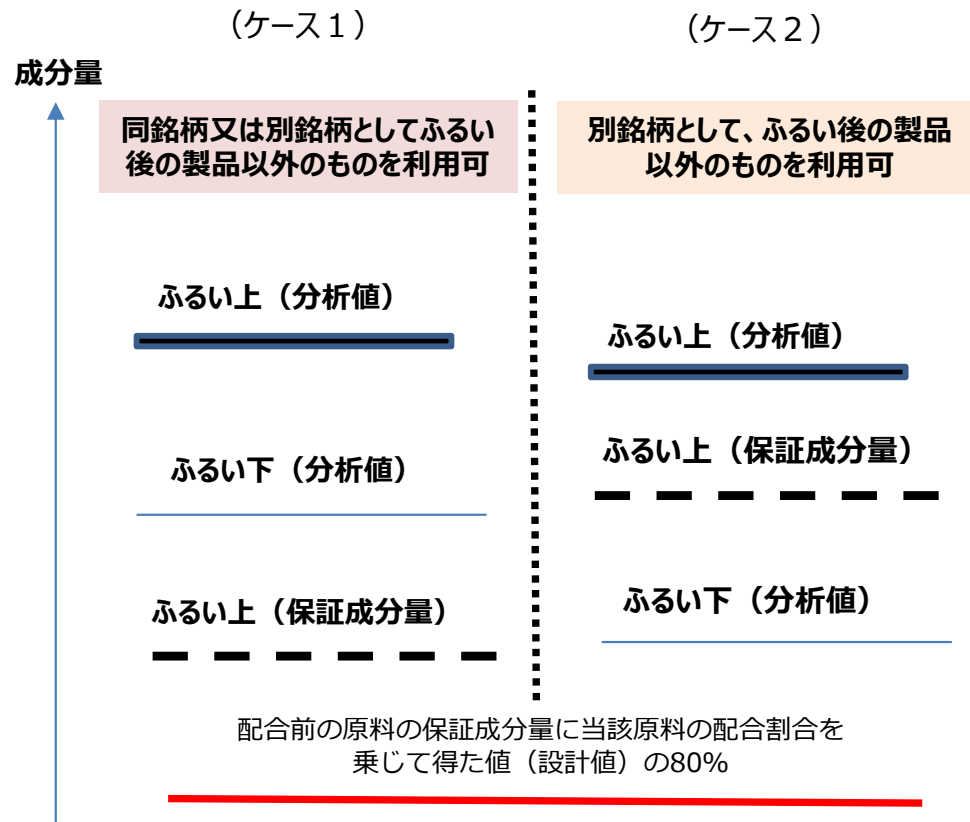 （ケース１）
（ケース２）
成分量
同銘柄又は別銘柄としてふるい
後の製品以外のものを利用可
別銘柄として、ふるい後の製品
以外のものを利用可
ふるい上（分析値）
ふるい下（分析値）
ふるい上（保証成分量）
ふるい上（分析値）
ふるい上（保証成分量）
ふるい下（分析値）
配合前の原料の保証成分量に当該原料の配合割合を
乗じて得た値（設計値）の80%